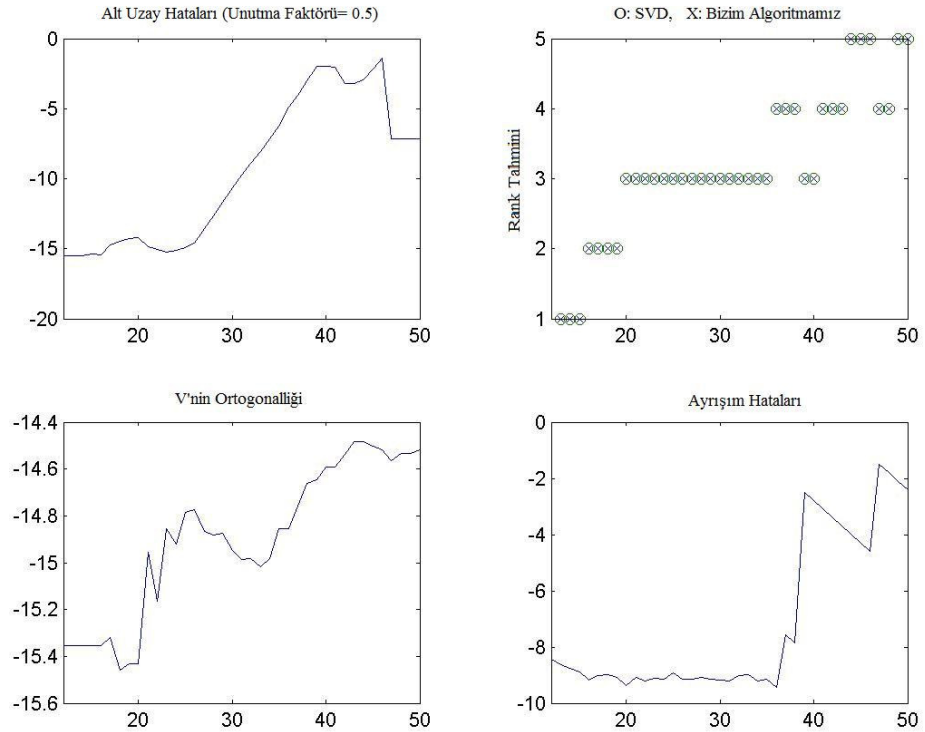 Alt Uzay Hataları (Unutma Faktörü= 0.5)
0
-5
-10
-15
-20
20 30 40 50
O: SVD, X: Bizim Algoritmamız
Rank Tahmini
5
4
3
2
1
20 30 40 50
V'nin Ortogonalliği
-14.4
-14.6
-14.8
-15
-15.2
-15.4
-15.6
20 30 40 50
Ayrışım Hataları
0
-2
-4
-6
-8
-10
20 30 40 50